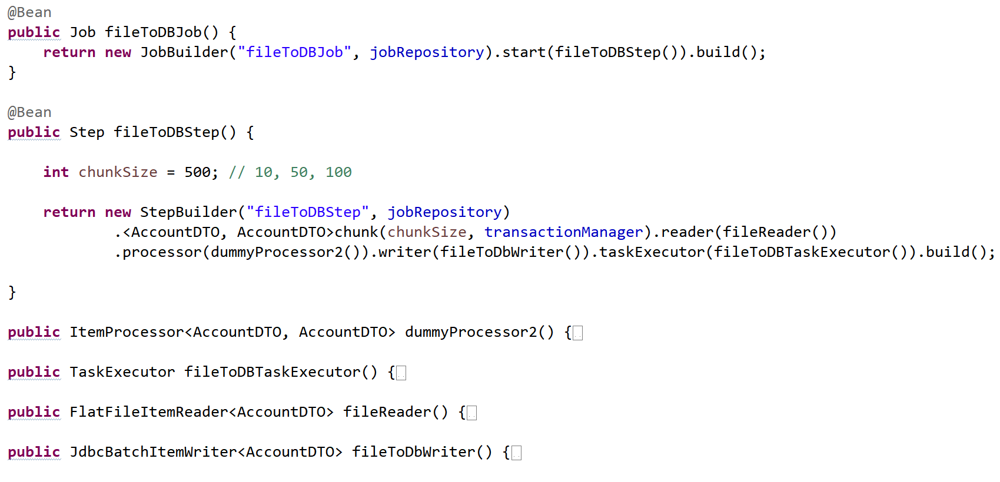 @Bean
public Job fileToDBJob() {
    return new JobBuilder("fileToDBJob", jobRepository).start(fileToDBStep()).build();
}
@Bean
public Step fileToDBStep() {
    int chunkSize = 500; // 10, 50, 100
    return new StepBuilder("fileToDBStep", jobRepository)
            .<AccountDTO, AccountDTO>chunk(chunkSize, transactionManager).reader(fileReader())
            .processor(dummyProcessor2()).writer(fileToDbWriter()).taskExecutor(fileToDBTaskExecutor()).build();
}
public ItemProcessor<AccountDTO, AccountDTO> dummyProcessor2() {
public TaskExecutor fileToDBTaskExecutor() {
public FlatFileItemReader<AccountDTO> fileReader() {
public JdbcBatchItemWriter<AccountDTO> fileToDbWriter() {